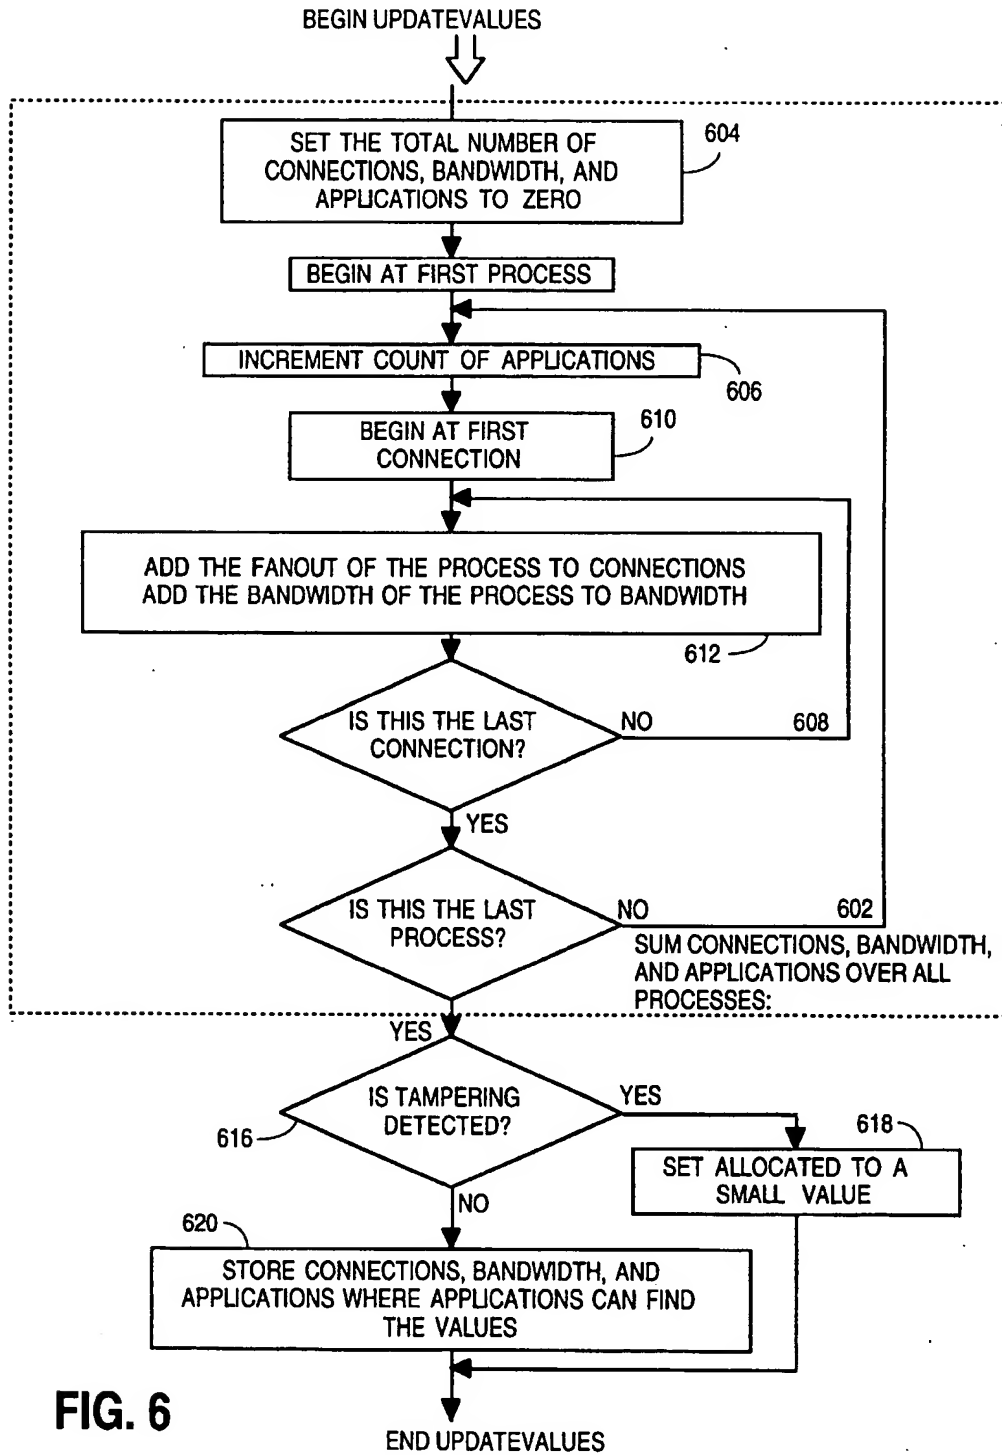 BEGIN UPDATEVALUES
SET THE TOTAL NUMBER OF
CONNECTIONS, BANDWIDTH, AND
APPLICATIONS TO ZERO
604
BEGIN AT FIRST PROCESS
INCREMENT COUNT OF APPLICATIONS
606
BEGIN AT FIRST
CONNECTION
610
ADD THE FANOUT OF THE PROCESS TO CONNECTIONS
ADD THE BANDWIDTH OF THE PROCESS TO BANDWIDTH
612
IS THIS THE LAST
CONNECTION?
NO
608
YES
IS THIS THE LAST
PROCESS?
NO
602
SUM CONNECTIONS, BANDWIDTH,
AND APPLICATIONS OVER ALL
PROCESSES:
YES
IS TAMPERING
DETECTED?
616
YES
618
SET ALLOCATED TO A
SMALL VALUE
NO
620
STORE CONNECTIONS, BANDWIDTH, AND
APPLICATIONS WHERE APPLICATIONS CAN FIND
THE VALUES
FIG. 6
END UPDATEVALUES